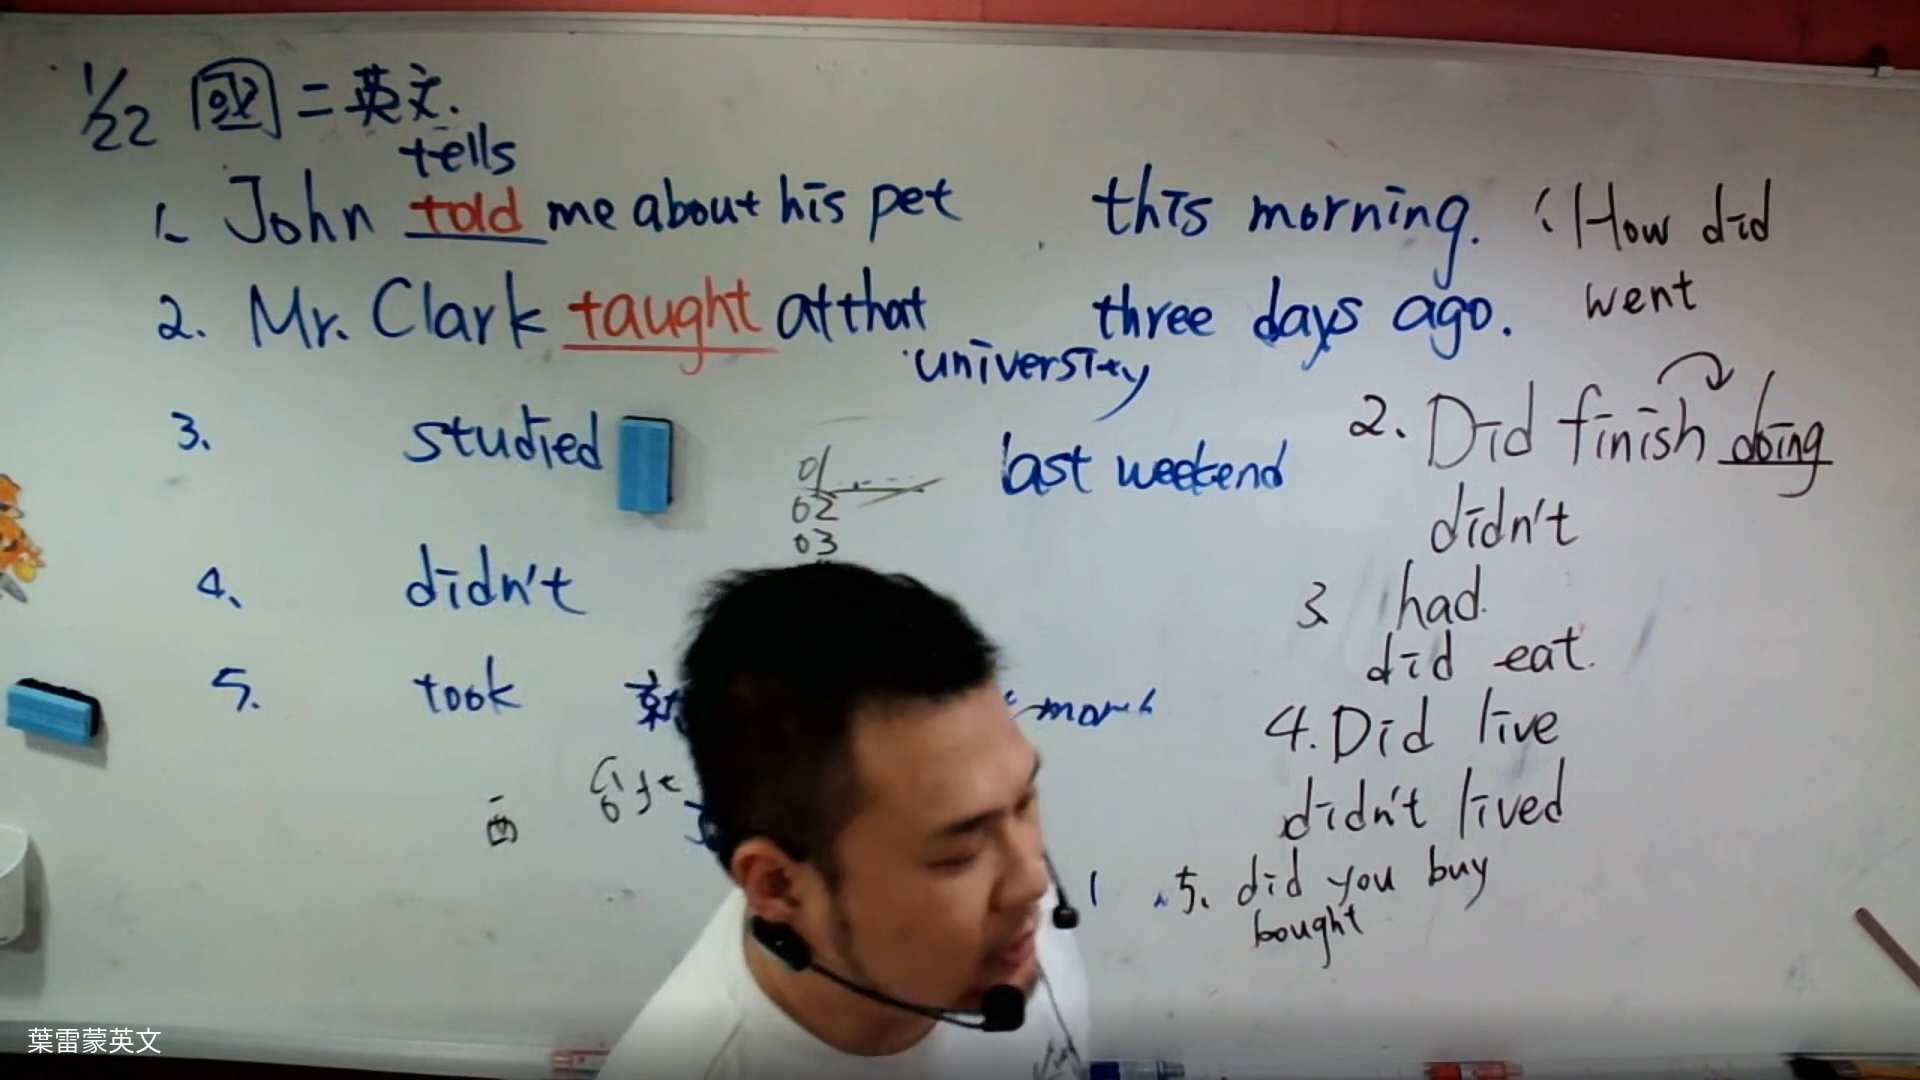 1/22 國二英文.
tells
1. John told me about his pet this morning.
2. Mr. Clark taught at that three days ago.
university
3. studied last weekend
01
02
03
4. didn't
5. took
1. How did
went
2. Did finish doing
didn't
3. had.
did eat.
4. Did live
didn't lived
5. did you buy
bought
葉雷蒙英文